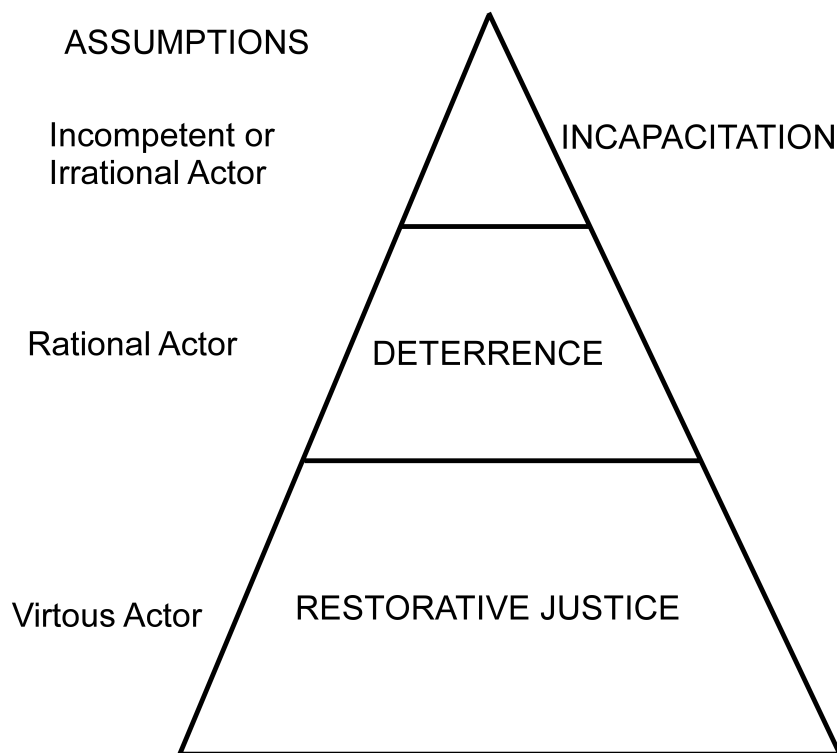 ASSUMPTIONS
Incompetent or
Irrational Actor
INCAPACITATION
Rational Actor
DETERRENCE
Virtous Actor
RESTORATIVE JUSTICE